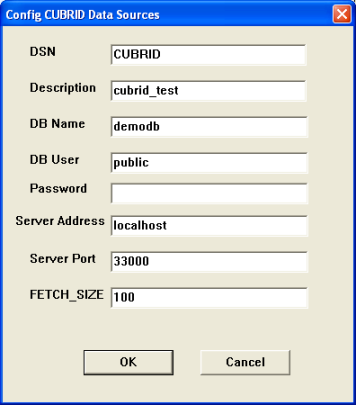 Config CUBRID Data Sources
DSN CUBRID
Description cubrid_test
DB Name demodb
DB User public
Password
Server Address localhost
Server Port 33000
FETCH_SIZE 100
OK Cancel